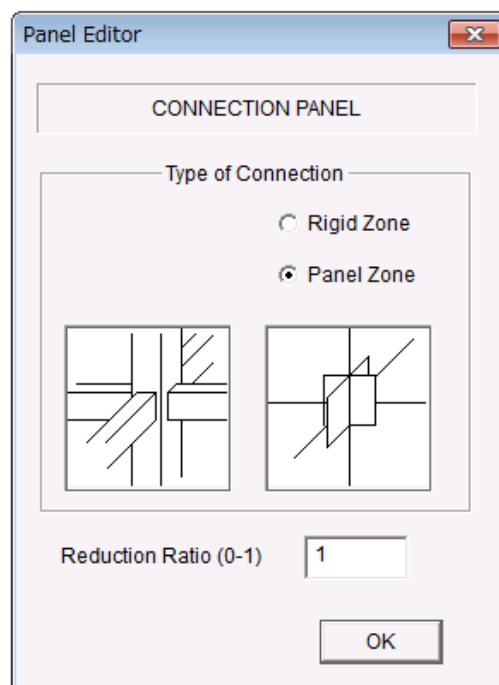 Panel Editor
CONNECTION PANEL
Type of Connection
Rigid Zone
Panel Zone
Reduction Ratio (0-1)
1
OK